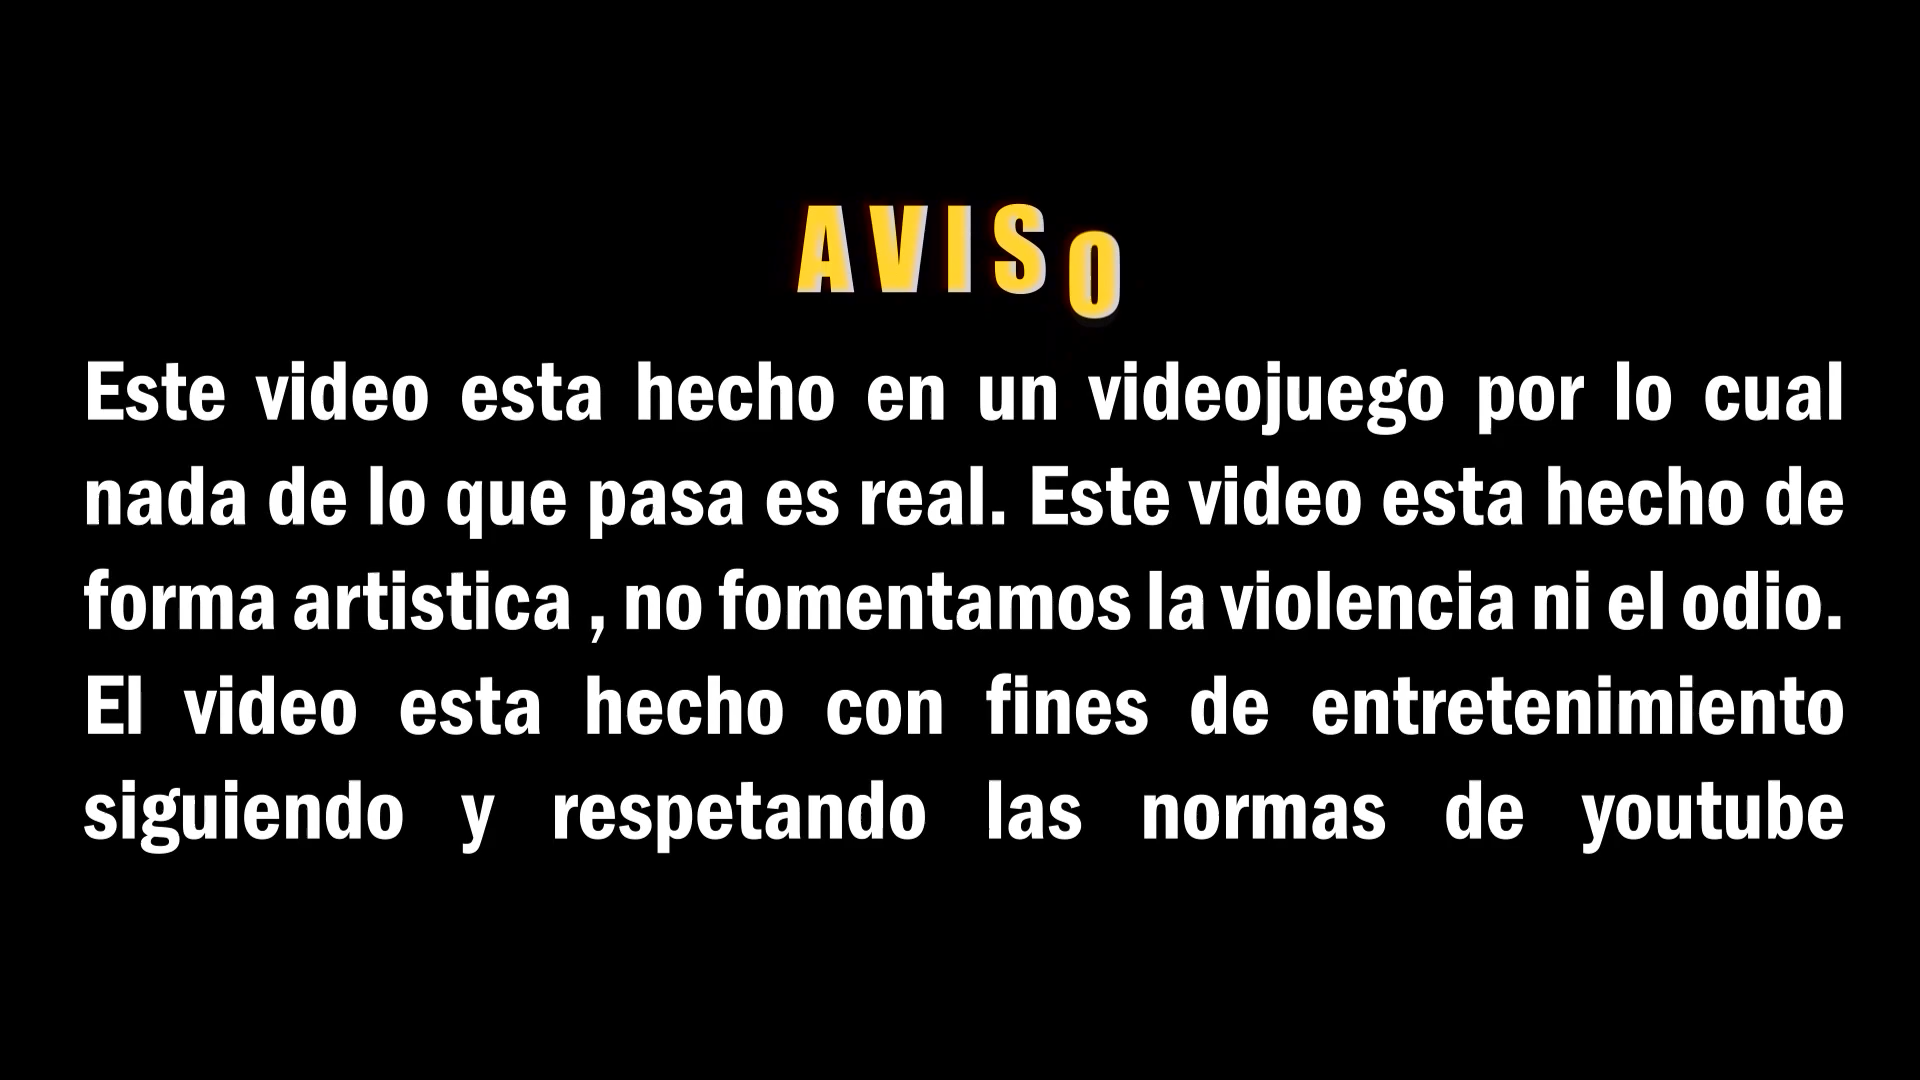 AVISO
Este video esta hecho en un videojuego por lo cual
nada de lo que pasa es real. Este video esta hecho de
forma artistica , no fomentamos la violencia ni el odio.
El video esta hecho con fines de entretenimiento
siguiendo y respetando las normas de youtube